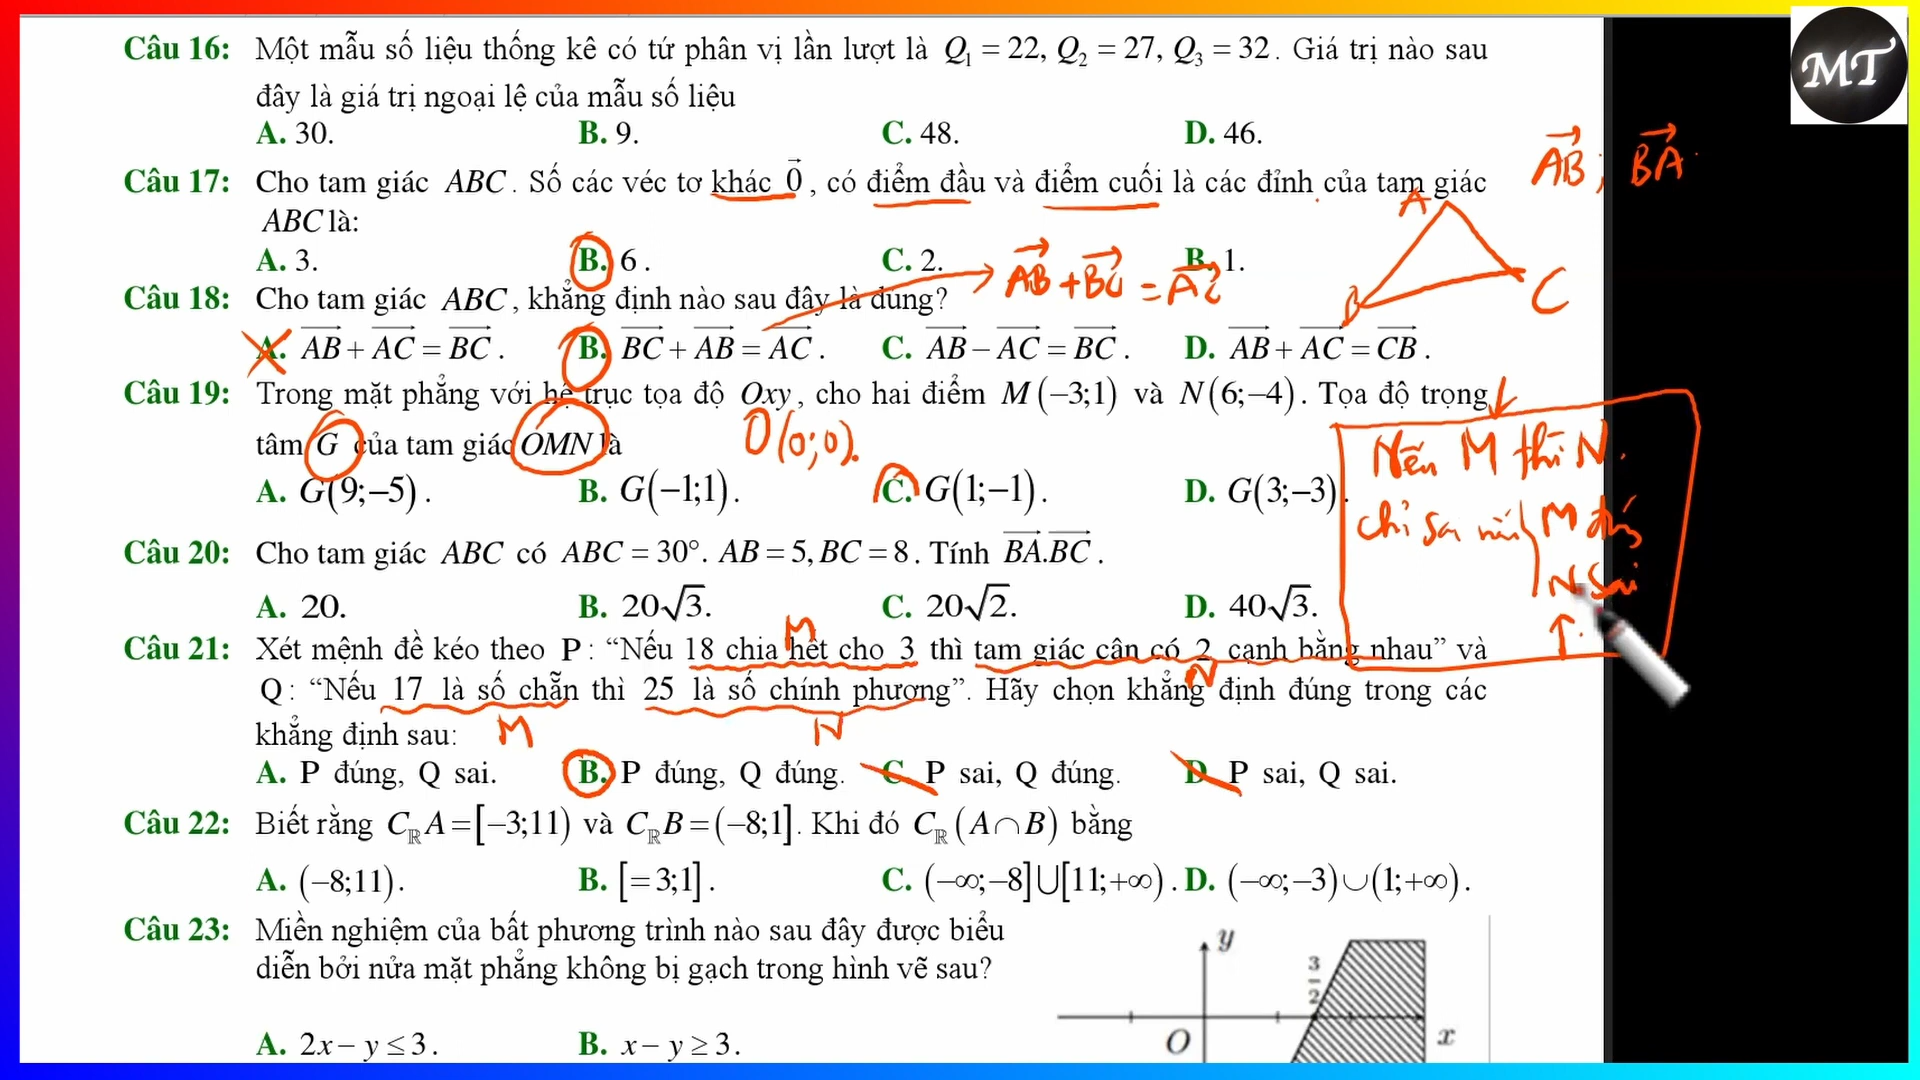 MT
Câu 16: Một mẫu số liệu thống kê có tứ phân vị lần lượt là Q₁ = 22, Q₂ = 27, Q₃ = 32. Giá trị nào sau
đây là giá trị ngoại lệ của mẫu số liệu
A. 30. B. 9. C. 48. D. 46.
AB→; BA→
Câu 17: Cho tam giác ABC. Số các véc tơ khác 0→, có điểm đầu và điểm cuối là các đỉnh của tam giác
ABC là:
A
A. 3. B. 6. C. 2. B. 1.
AB→ + BC→ = AC→
B C
Câu 18: Cho tam giác ABC, khẳng định nào sau đây là đúng?
A. AB→ + AC→ = BC→. B. BC→ + AB→ = AC→. C. AB→ − AC→ = BC→. D. AB→ + AC→ = CB→.
Câu 19: Trong mặt phẳng với hệ trục tọa độ Oxy, cho hai điểm M(−3;1) và N(6;−4). Tọa độ trọng
tâm G của tam giác OMN là
O(0;0).
A. G(9;−5). B. G(−1;1). C. G(1;−1). D. G(3;−3).
Nếu M thì N.
chỉ sai khi M đúng
N sai
Câu 20: Cho tam giác ABC có ABC = 30°. AB = 5, BC = 8. Tính BA→.BC→.
A. 20. B. 20√3. C. 20√2. D. 40√3.
M
Câu 21: Xét mệnh đề kéo theo P: “Nếu 18 chia hết cho 3 thì tam giác cân có 2 cạnh bằng nhau” và
N
Q: “Nếu 17 là số chẵn thì 25 là số chính phương”. Hãy chọn khẳng định đúng trong các
khẳng định sau:
M N
A. P đúng, Q sai. B. P đúng, Q đúng. C. P sai, Q đúng. D. P sai, Q sai.
Câu 22: Biết rằng CℝA = [−3;11) và CℝB = (−8;1]. Khi đó Cℝ(A∩B) bằng
A. (−8;11). B. [=3;1]. C. (−∞;−8]∪[11;+∞). D. (−∞;−3)∪(1;+∞).
Câu 23: Miền nghiệm của bất phương trình nào sau đây được biểu
diễn bởi nửa mặt phẳng không bị gạch trong hình vẽ sau?
y
3/2
O x
A. 2x − y ≤ 3. B. x − y ≥ 3.